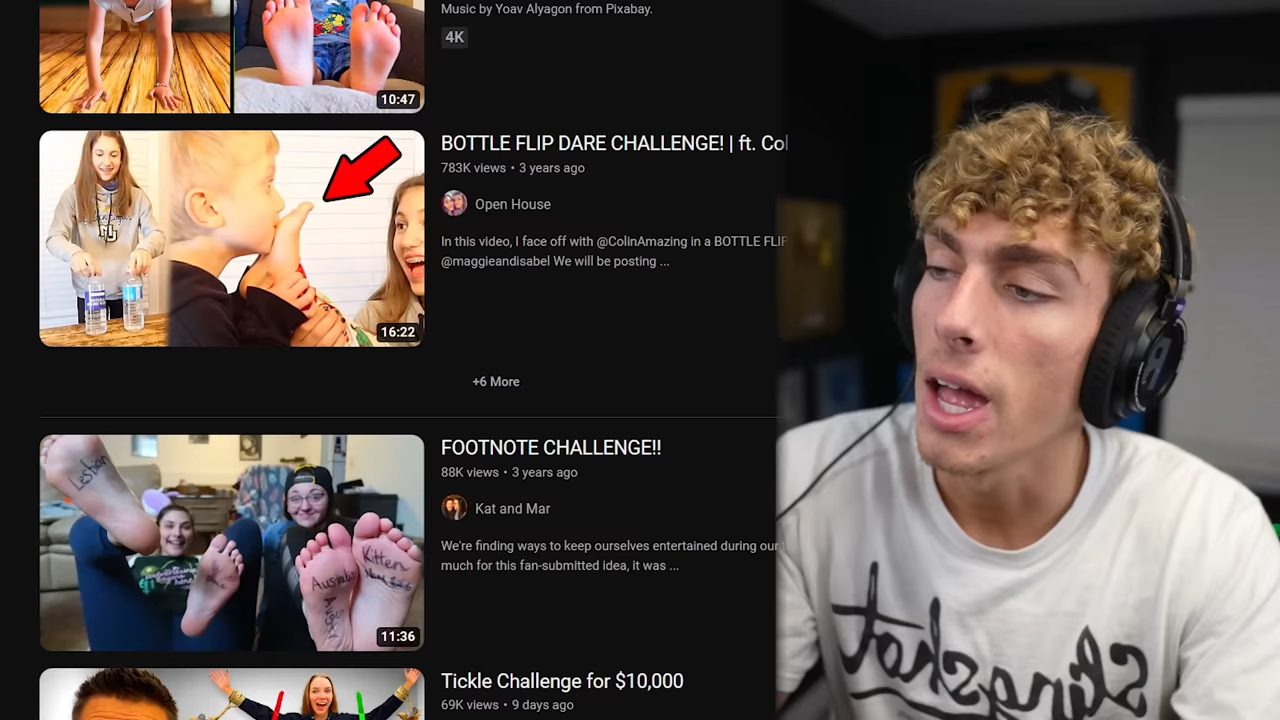 Music by Yoav Alyagon from Pixabay.
4K
10:47
BOTTLE FLIP DARE CHALLENGE! | ft. Col
783K views • 3 years ago
Open House
In this video, I face off with @ColinAmazing in a BOTTLE FLIP
@maggieandisabel We will be posting ...
16:22
+6 More
FOOTNOTE CHALLENGE!!
88K views • 3 years ago
Kat and Mar
We're finding ways to keep ourselves entertained during our
much for this fan-submitted idea, it was ...
Lesbian
Australia
Kitten
11:36
Tickle Challenge for $10,000
69K views • 9 days ago
Slingshot